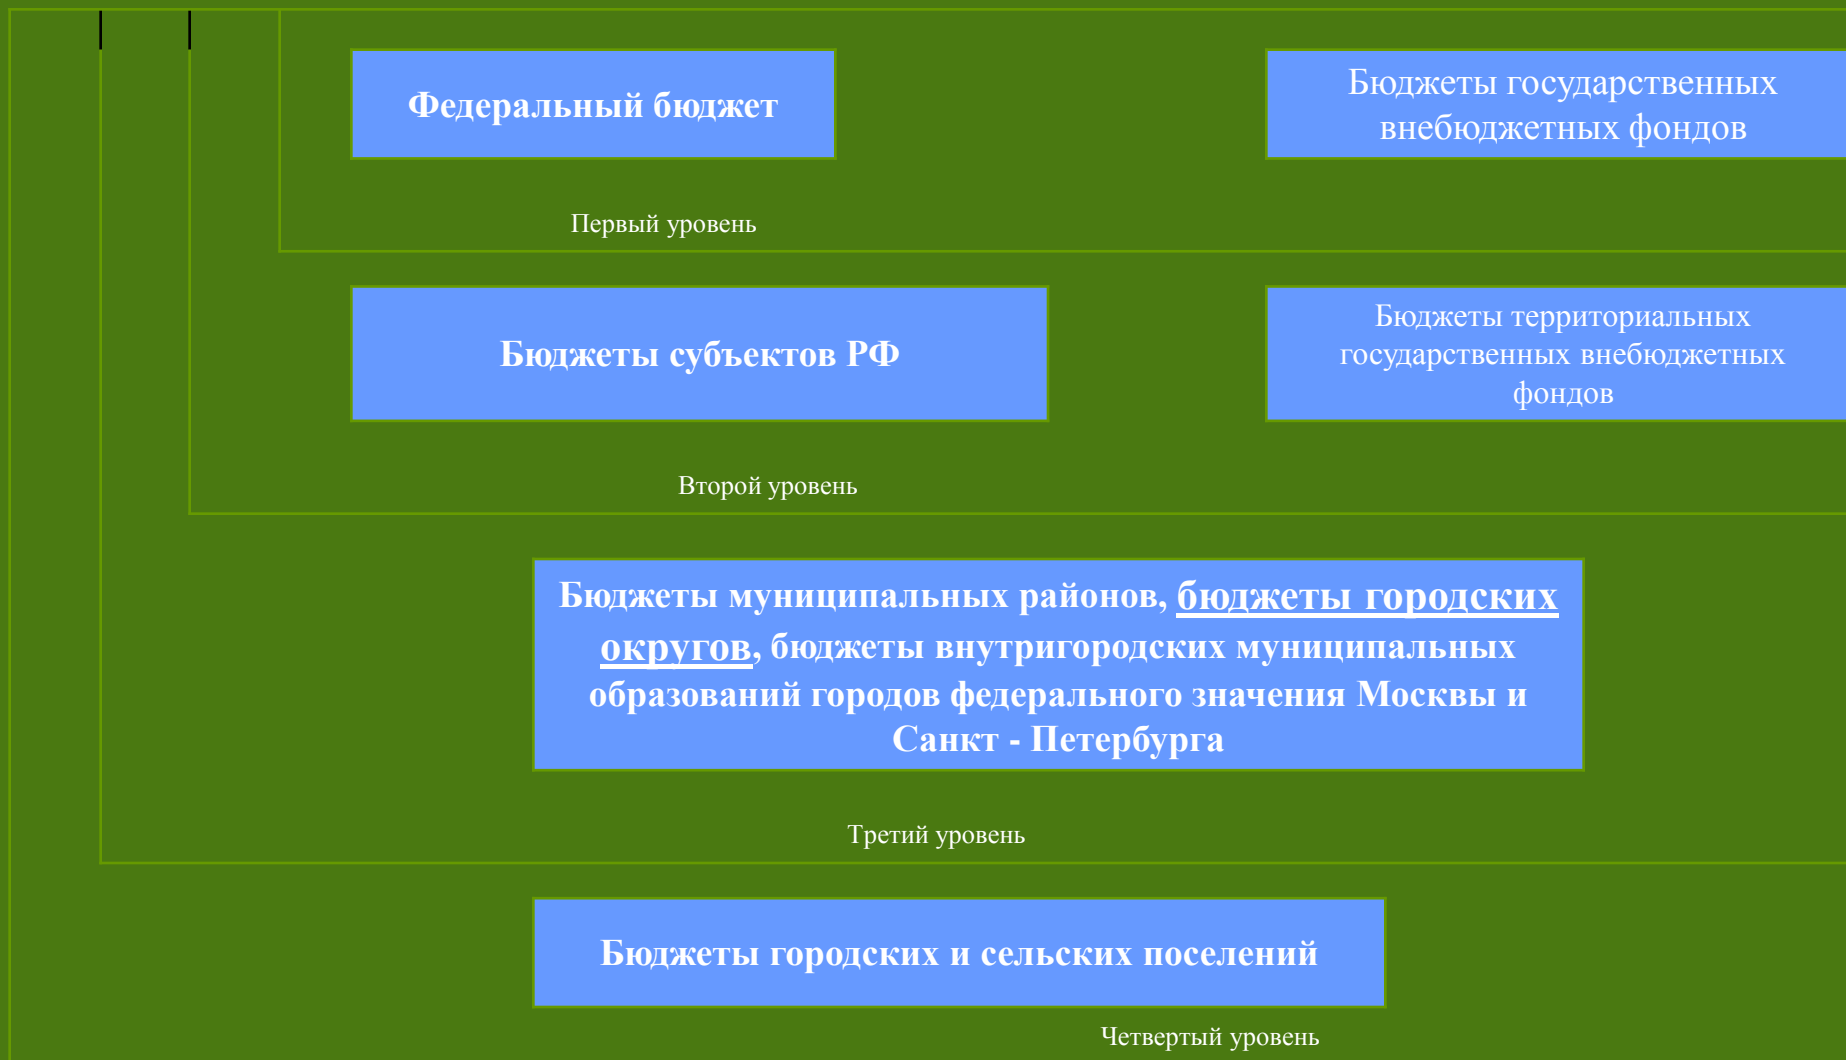 Федеральный бюджет
Бюджеты государственных
внебюджетных фондов
Первый уровень
Бюджеты субъектов РФ
Бюджеты территориальных
государственных внебюджетных
фондов
Второй уровень
Бюджеты муниципальных районов, бюджеты городских
округов, бюджеты внутригородских муниципальных
образований городов федерального значения Москвы и
Санкт - Петербурга
Третий уровень
Бюджеты городских и сельских поселений
Четвертый уровень